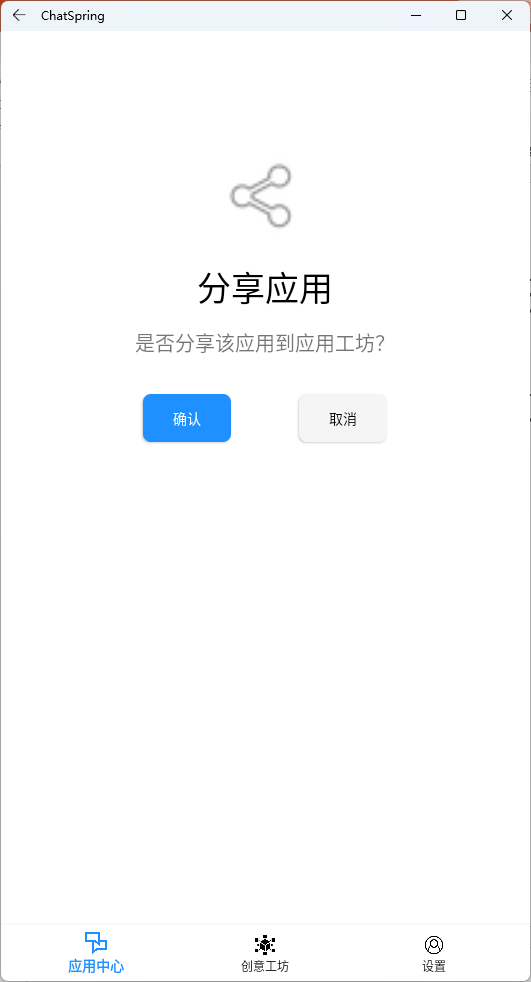 ChatSpring
分享应用
是否分享该应用到应用工坊?
确认
取消
应用中心
创意工坊
设置